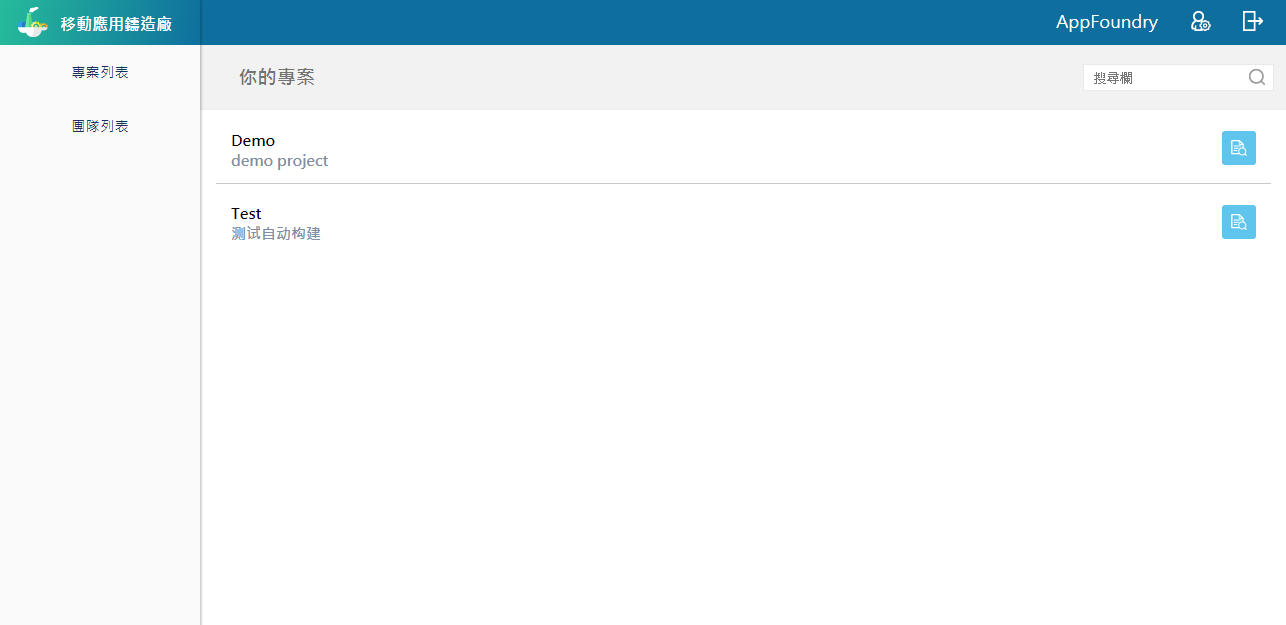 移動應用鑄造廠
AppFoundry
專案列表
團隊列表
你的專案
搜尋欄
Demo
demo project
Test
测试自动构建